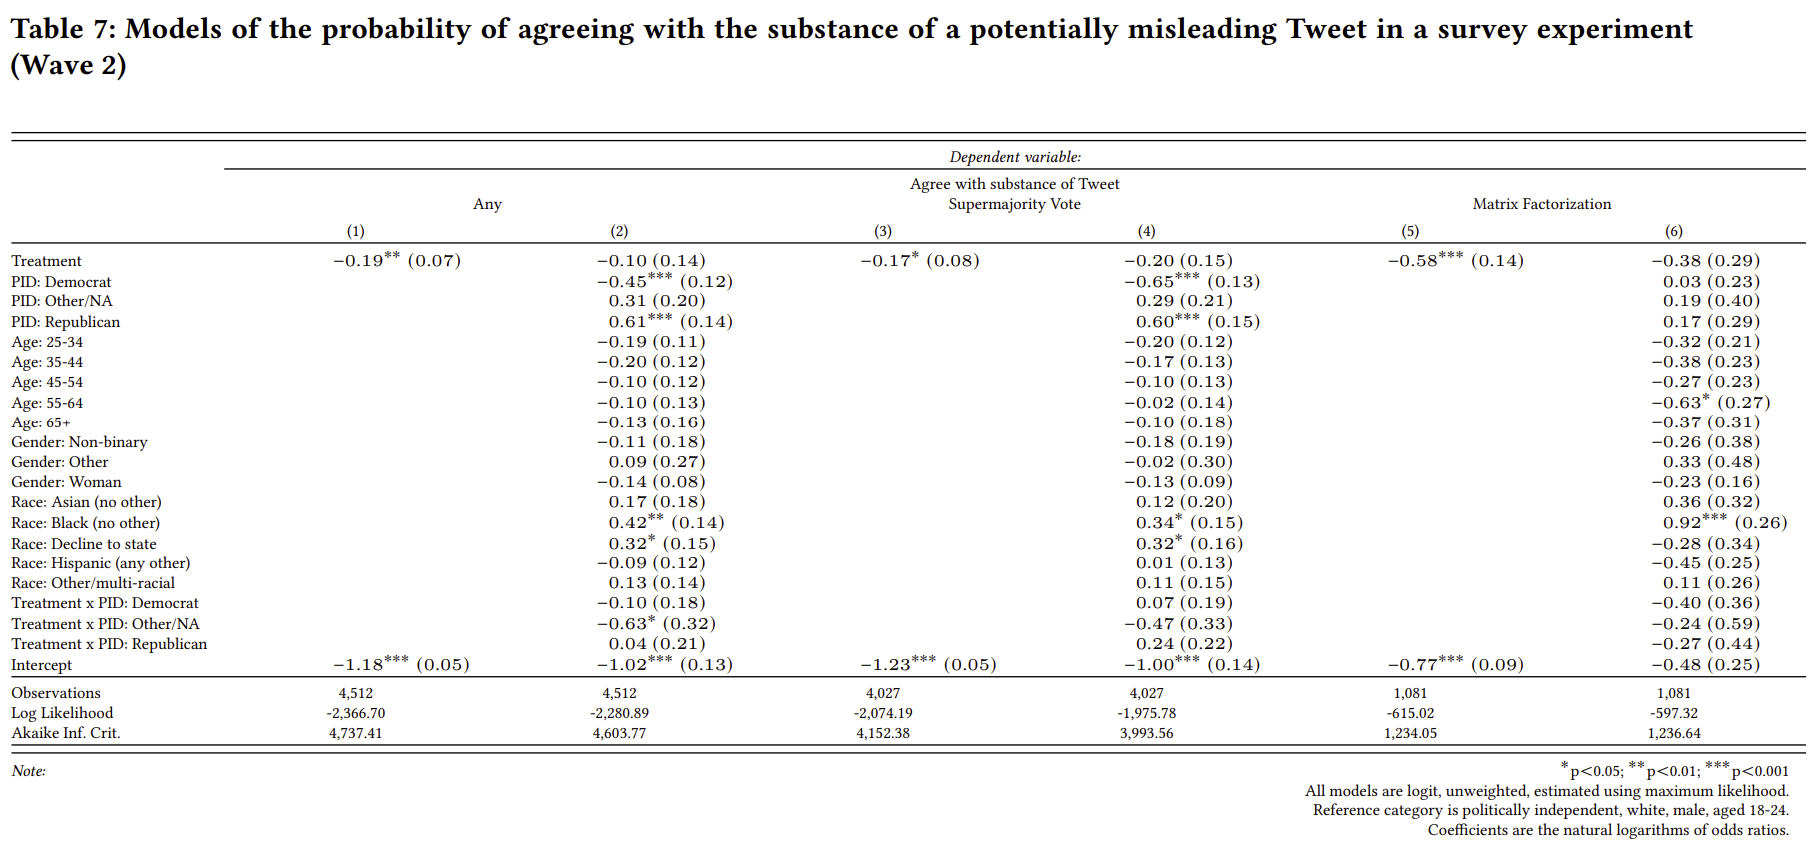 Table 7: Models of the probability of agreeing with the substance of a potentially misleading Tweet in a survey experiment
(Wave 2)
Dependent variable:
Agree with substance of Tweet
Any Supermajority Vote Matrix Factorization
(1) (2) (3) (4) (5) (6)
Treatment −0.19** (0.07) −0.10 (0.14) −0.17* (0.08) −0.20 (0.15) −0.58*** (0.14) −0.38 (0.29)
PID: Democrat −0.45*** (0.12) −0.65*** (0.13) 0.03 (0.23)
PID: Other/NA 0.31 (0.20) 0.29 (0.21) 0.19 (0.40)
PID: Republican 0.61*** (0.14) 0.60*** (0.15) 0.17 (0.29)
Age: 25-34 −0.19 (0.11) −0.20 (0.12) −0.32 (0.21)
Age: 35-44 −0.20 (0.12) −0.17 (0.13) −0.38 (0.23)
Age: 45-54 −0.10 (0.12) −0.10 (0.13) −0.27 (0.23)
Age: 55-64 −0.10 (0.13) −0.02 (0.14) −0.63* (0.27)
Age: 65+ −0.13 (0.16) −0.10 (0.18) −0.37 (0.31)
Gender: Non-binary −0.11 (0.18) −0.18 (0.19) −0.26 (0.38)
Gender: Other 0.09 (0.27) −0.02 (0.30) 0.33 (0.48)
Gender: Woman −0.14 (0.08) −0.13 (0.09) −0.23 (0.16)
Race: Asian (no other) 0.17 (0.18) 0.12 (0.20) 0.36 (0.32)
Race: Black (no other) 0.42** (0.14) 0.34* (0.15) 0.92*** (0.26)
Race: Decline to state 0.32* (0.15) 0.32* (0.16) −0.28 (0.34)
Race: Hispanic (any other) −0.09 (0.12) 0.01 (0.13) −0.45 (0.25)
Race: Other/multi-racial 0.13 (0.14) 0.11 (0.15) 0.11 (0.26)
Treatment x PID: Democrat −0.10 (0.18) 0.07 (0.19) −0.40 (0.36)
Treatment x PID: Other/NA −0.63* (0.32) −0.47 (0.33) −0.24 (0.59)
Treatment x PID: Republican 0.04 (0.21) 0.24 (0.22) −0.27 (0.44)
Intercept −1.18*** (0.05) −1.02*** (0.13) −1.23*** (0.05) −1.00*** (0.14) −0.77*** (0.09) −0.48 (0.25)
Observations 4,512 4,512 4,027 4,027 1,081 1,081
Log Likelihood -2,366.70 -2,280.89 -2,074.19 -1,975.78 -615.02 -597.32
Akaike Inf. Crit. 4,737.41 4,603.77 4,152.38 3,993.56 1,234.05 1,236.64
Note: *p<0.05; **p<0.01; ***p<0.001
All models are logit, unweighted, estimated using maximum likelihood.
Reference category is politically independent, white, male, aged 18-24.
Coefficients are the natural logarithms of odds ratios.